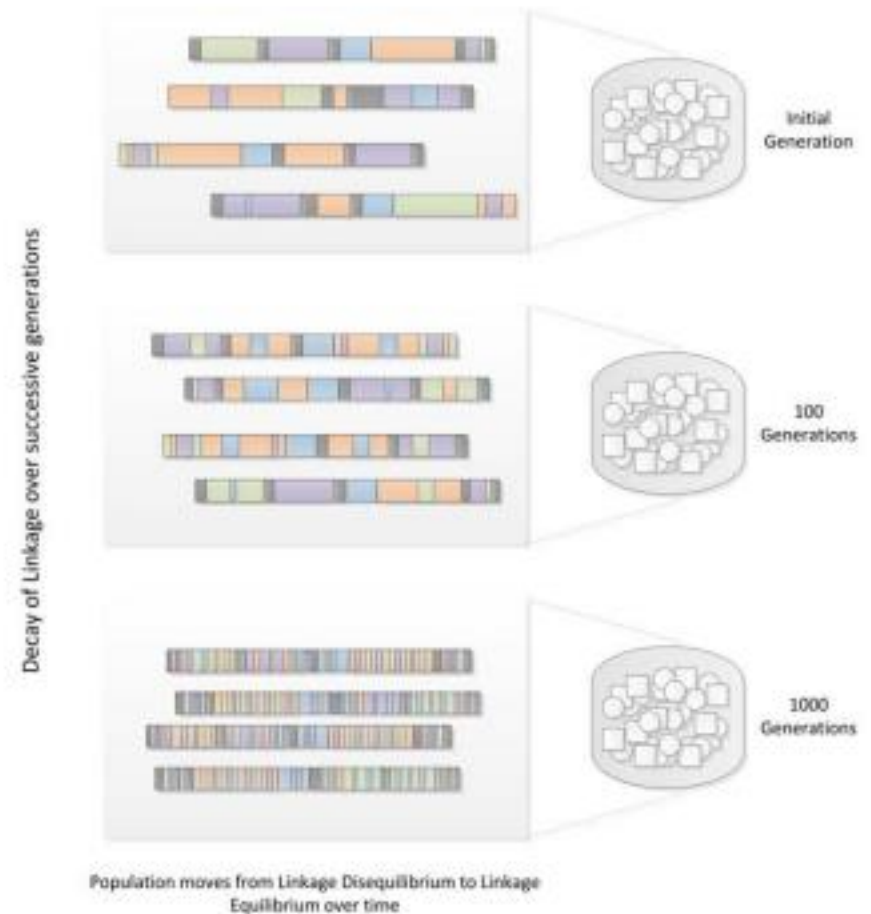 Decay of Linkage over successive generations
Initial
Generation
100
Generations
1000
Generations
Population moves from Linkage Disequilibrium to Linkage
Equilibrium over time